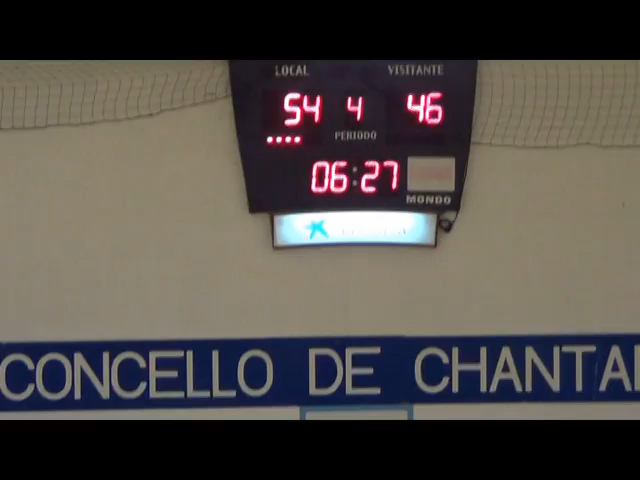 LOCAL VISITANTE
54 4 46
PERIODO
06:27
MONDO
CONCELLO DE CHANTA